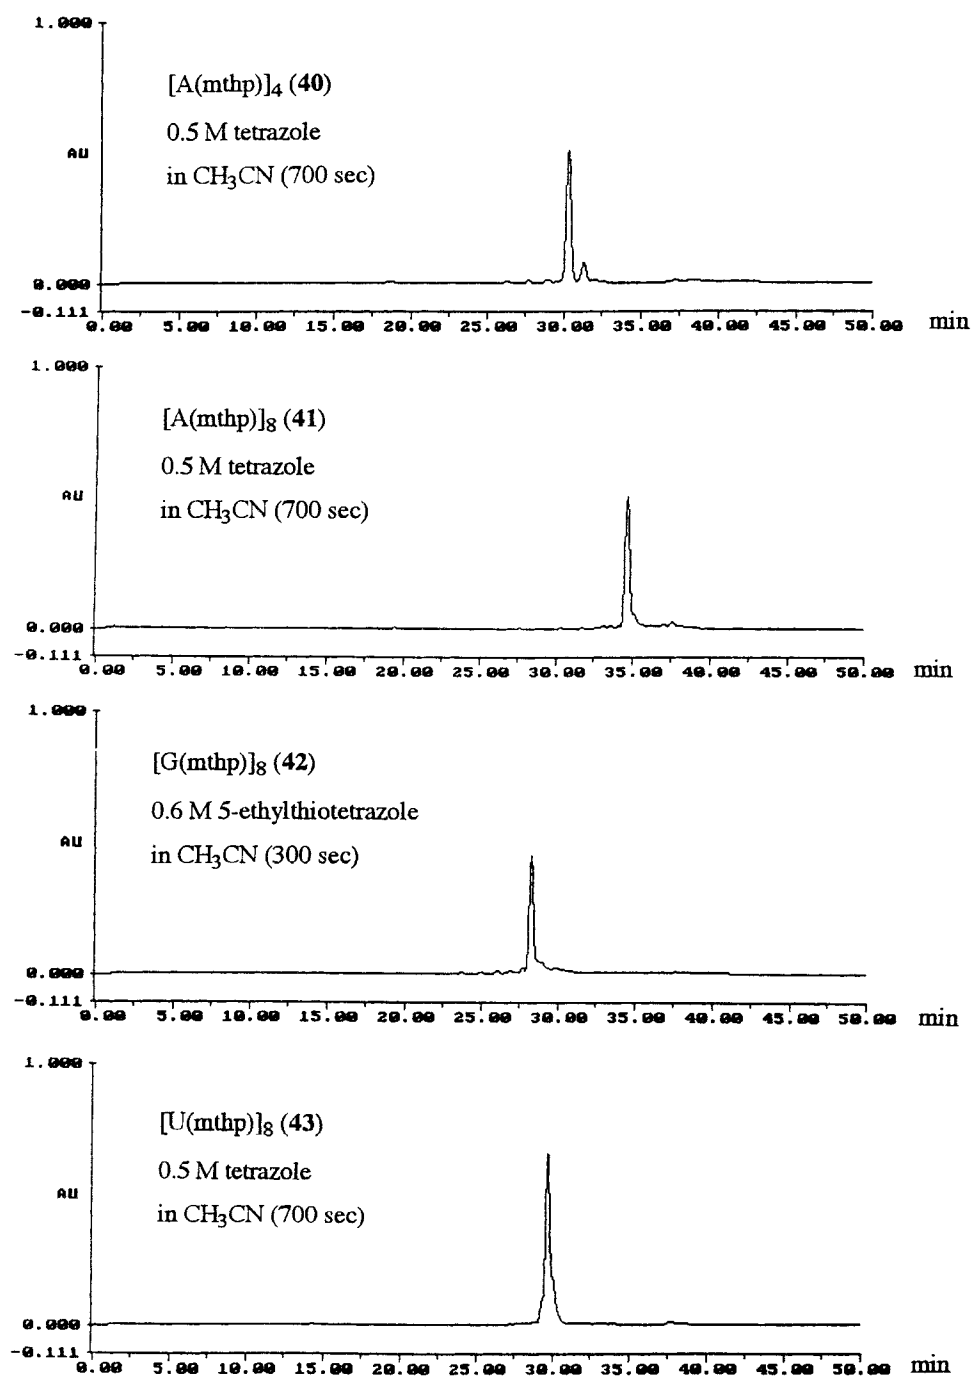 1.000
[A(mthp)]4 (40)
0.5 M tetrazole
AU
in CH3CN (700 sec)
0.000
-0.111
0.00 5.00 10.00 15.00 20.00 25.00 30.00 35.00 40.00 45.00 50.00 min
1.000
[A(mthp)]8 (41)
0.5 M tetrazole
AU
in CH3CN (700 sec)
0.000
-0.111
0.00 5.00 10.00 15.00 20.00 25.00 30.00 35.00 40.00 45.00 50.00 min
1.000
[G(mthp)]8 (42)
0.6 M 5-ethylthiotetrazole
AU
in CH3CN (300 sec)
0.000
-0.111
0.00 5.00 10.00 15.00 20.00 25.00 30.00 35.00 40.00 45.00 50.00 min
1.000
[U(mthp)]8 (43)
0.5 M tetrazole
AU
in CH3CN (700 sec)
0.000
-0.111
0.00 5.00 10.00 15.00 20.00 25.00 30.00 35.00 40.00 45.00 50.00 min